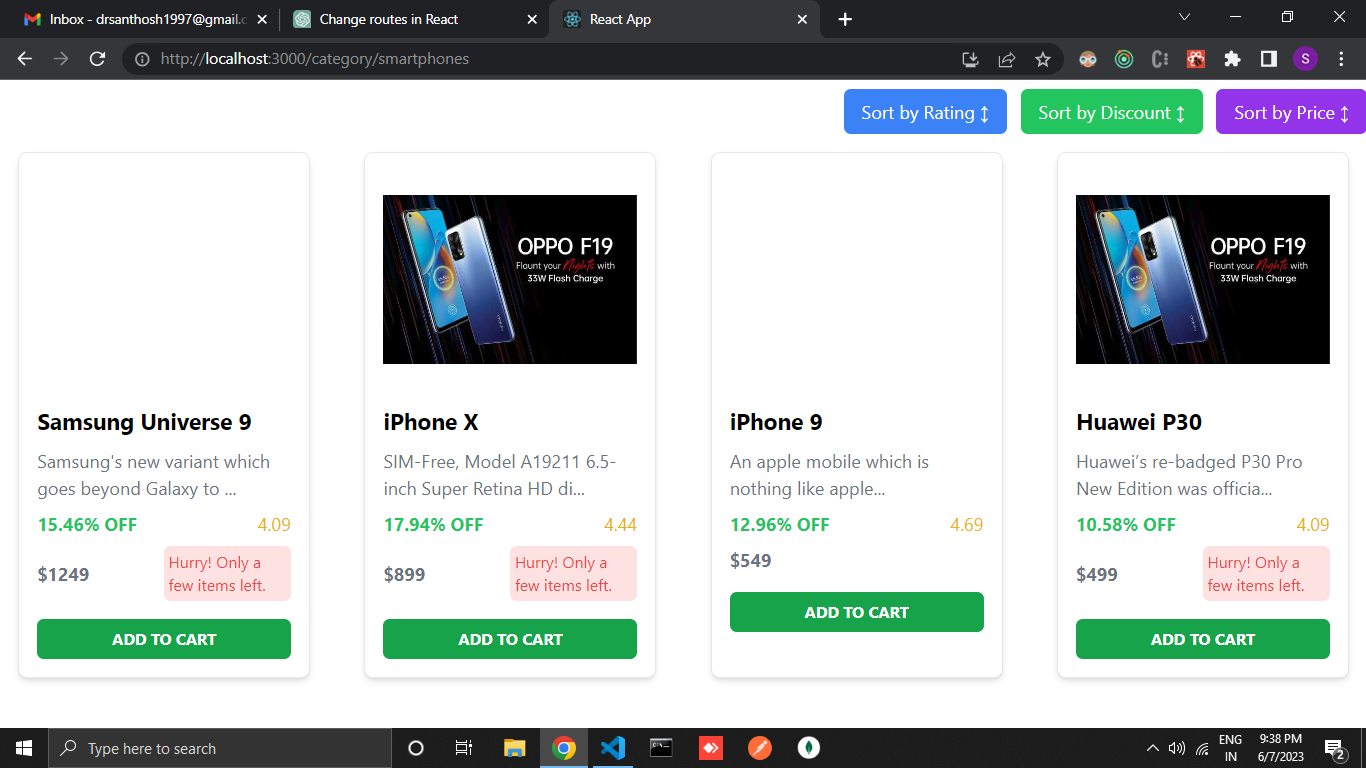 Inbox - drsanthosh1997@gmail.c
Change routes in React
React App
http://localhost:3000/category/smartphones
S
Sort by Rating ↕
Sort by Discount ↕
Sort by Price ↕
OPPO F19
Flaunt your Nights with
33W Flash Charge
OPPO F19
Flaunt your Nights with
33W Flash Charge
Samsung Universe 9
Samsung's new variant which
goes beyond Galaxy to ...
15.46% OFF 4.09
$1249
Hurry! Only a
few items left.
ADD TO CART
iPhone X
SIM-Free, Model A19211 6.5-
inch Super Retina HD di...
17.94% OFF 4.44
$899
Hurry! Only a
few items left.
ADD TO CART
iPhone 9
An apple mobile which is
nothing like apple...
12.96% OFF 4.69
$549
ADD TO CART
Huawei P30
Huawei’s re-badged P30 Pro
New Edition was officia...
10.58% OFF 4.09
$499
Hurry! Only a
few items left.
ADD TO CART
Type here to search
ENG
IN
9:38 PM
6/7/2023
2